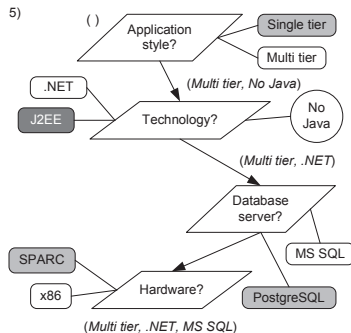 5)
( )
Application
style?
Single tier
Multi tier
(Multi tier, No Java)
.NET
J2EE
Technology?
No
Java
(Multi tier, .NET)
Database
server?
MS SQL
PostgreSQL
SPARC
x86
Hardware?
(Multi tier, .NET, MS SQL)